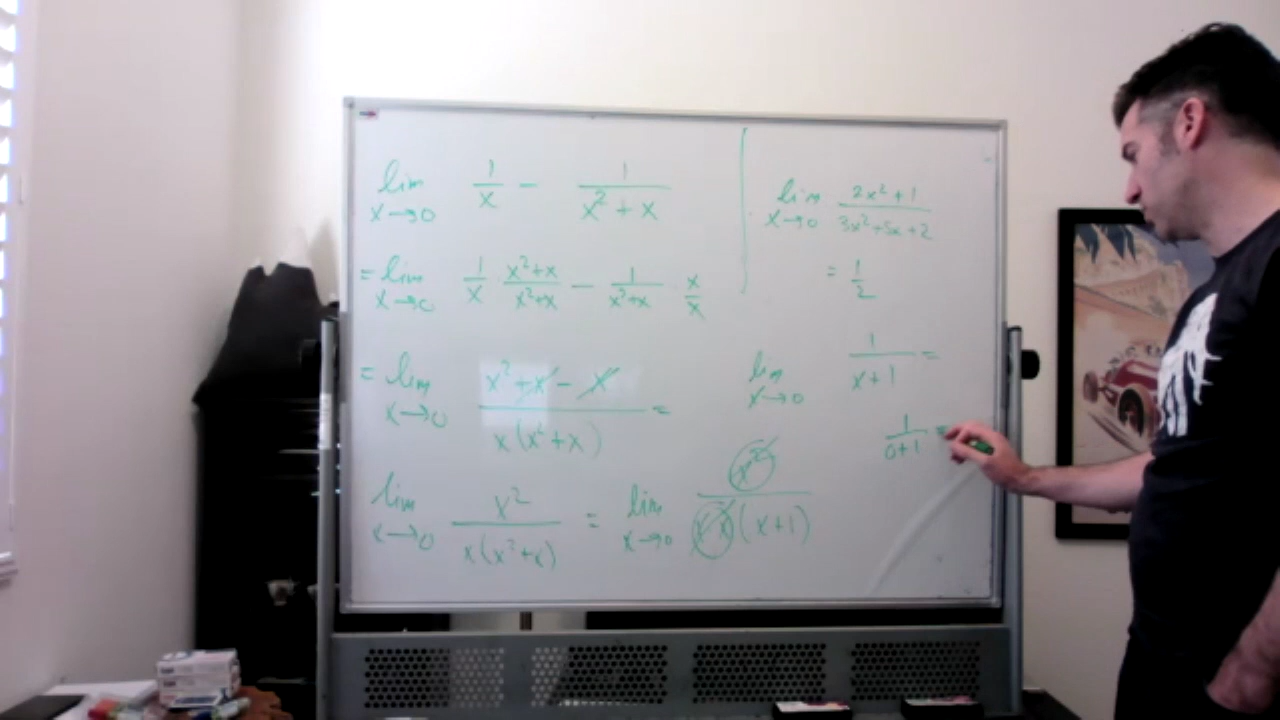 lim x→0 1/x - 1/(x² + x)
= lim x→0 1/x · (x²+x)/(x²+x) - 1/(x²+x) · x/x
= lim x→0 (x² + x - x)/(x(x²+x)) =
lim x→0 x²/(x(x²+x)) = lim x→0 x²/(x·x(x+1))
lim x→0 (2x²+1)/(3x²+5x+2)
= 1/2
lim x→0 1/(x+1) =
1/(0+1) =